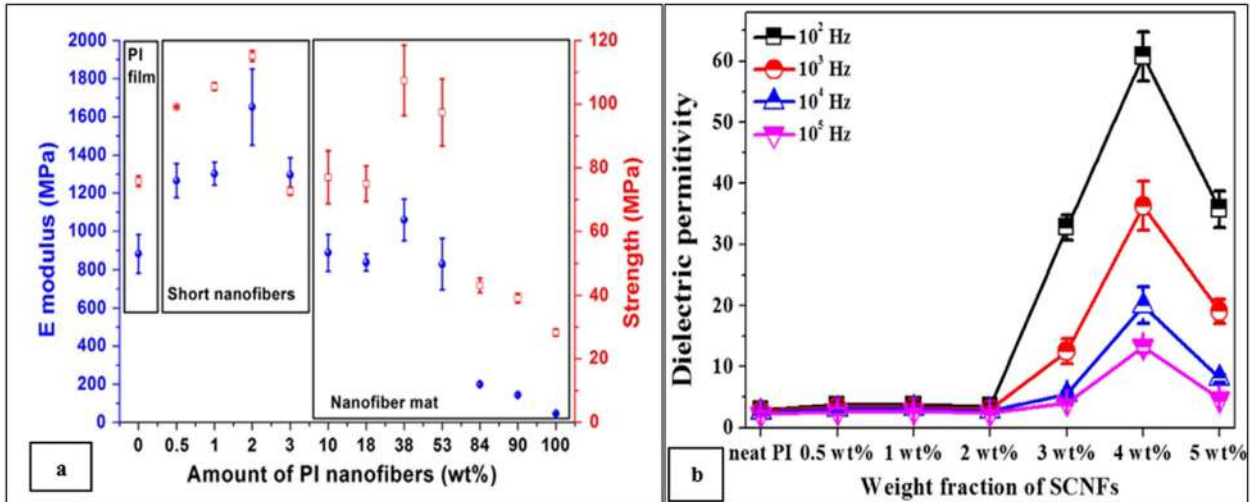 2000
1800
1600
1400
1200
1000
800
600
400
200
0
E modulus (MPa)
PI
film
Short nanofibers
Nanofiber mat
120
100
80
60
40
20
0
Strength (MPa)
0 0.5 1 2 3 10 18 38 53 84 90 100
Amount of PI nanofibers (wt%)
a
60
50
40
30
20
10
0
Dielectric permitivity
10² Hz
10³ Hz
10⁴ Hz
10⁵ Hz
neat PI 0.5 wt% 1 wt% 2 wt% 3 wt% 4 wt% 5 wt%
Weight fraction of SCNFs
b